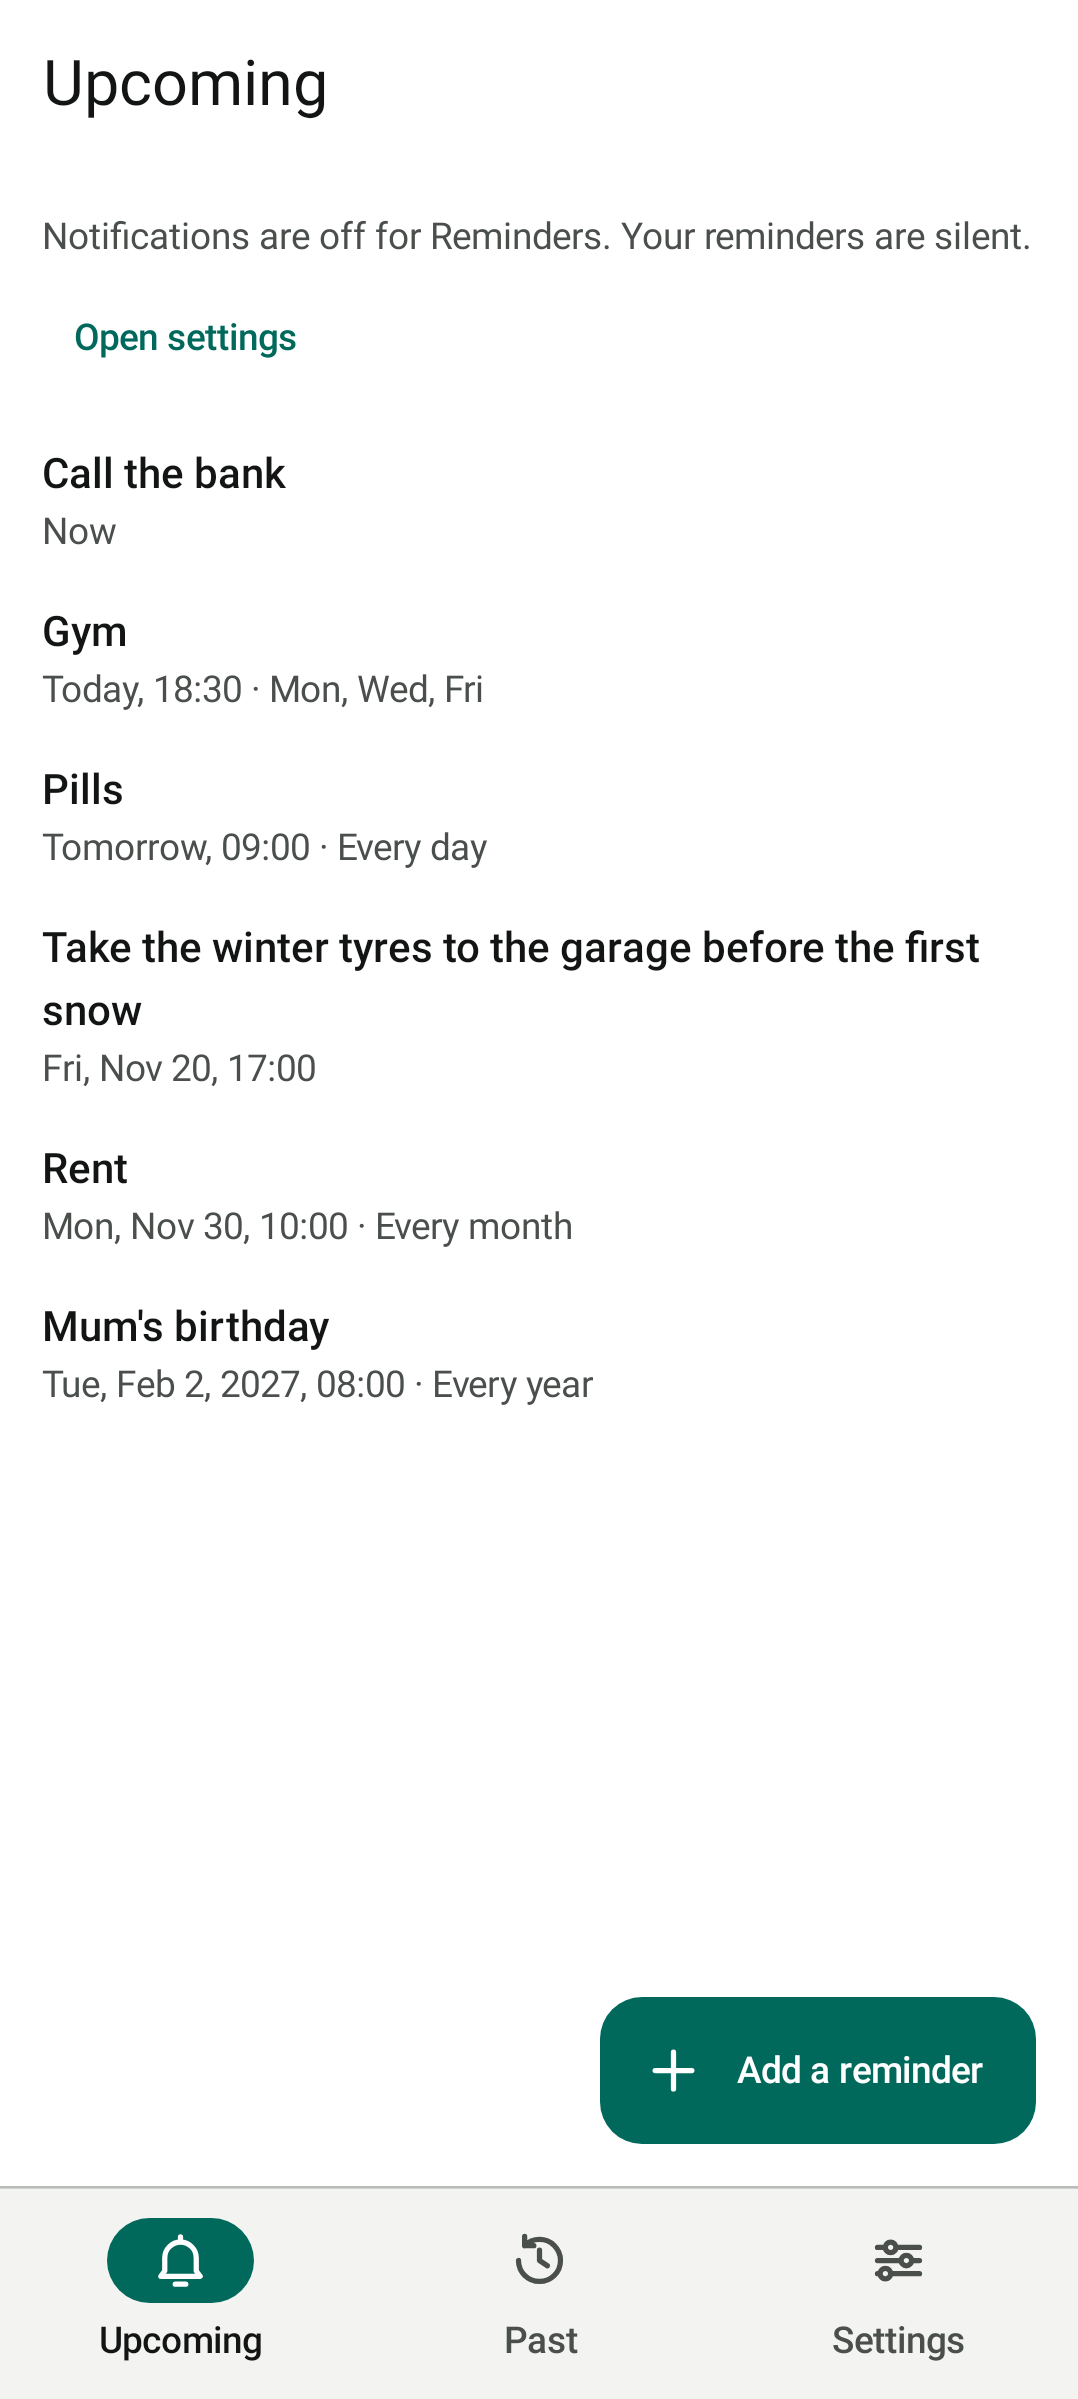 Upcoming
Notifications are off for Reminders. Your reminders are silent.
Open settings
Call the bank
Now
Gym
Today, 18:30 · Mon, Wed, Fri
Pills
Tomorrow, 09:00 · Every day
Take the winter tyres to the garage before the first
snow
Fri, Nov 20, 17:00
Rent
Mon, Nov 30, 10:00 · Every month
Mum's birthday
Tue, Feb 2, 2027, 08:00 · Every year
Add a reminder
Upcoming
Past
Settings